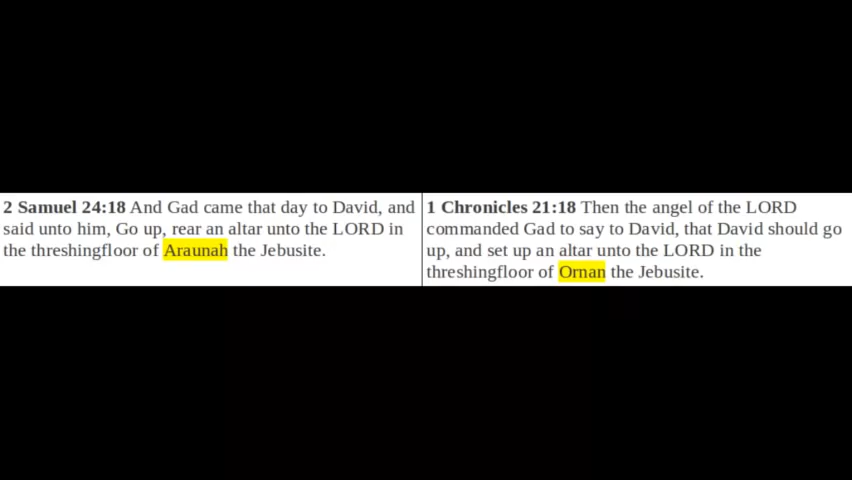 2 Samuel 24:18 And Gad came that day to David, and
said unto him, Go up, rear an altar unto the LORD in
the threshingfloor of Araunah the Jebusite.
1 Chronicles 21:18 Then the angel of the LORD
commanded Gad to say to David, that David should go
up, and set up an altar unto the LORD in the
threshingfloor of Ornan the Jebusite.